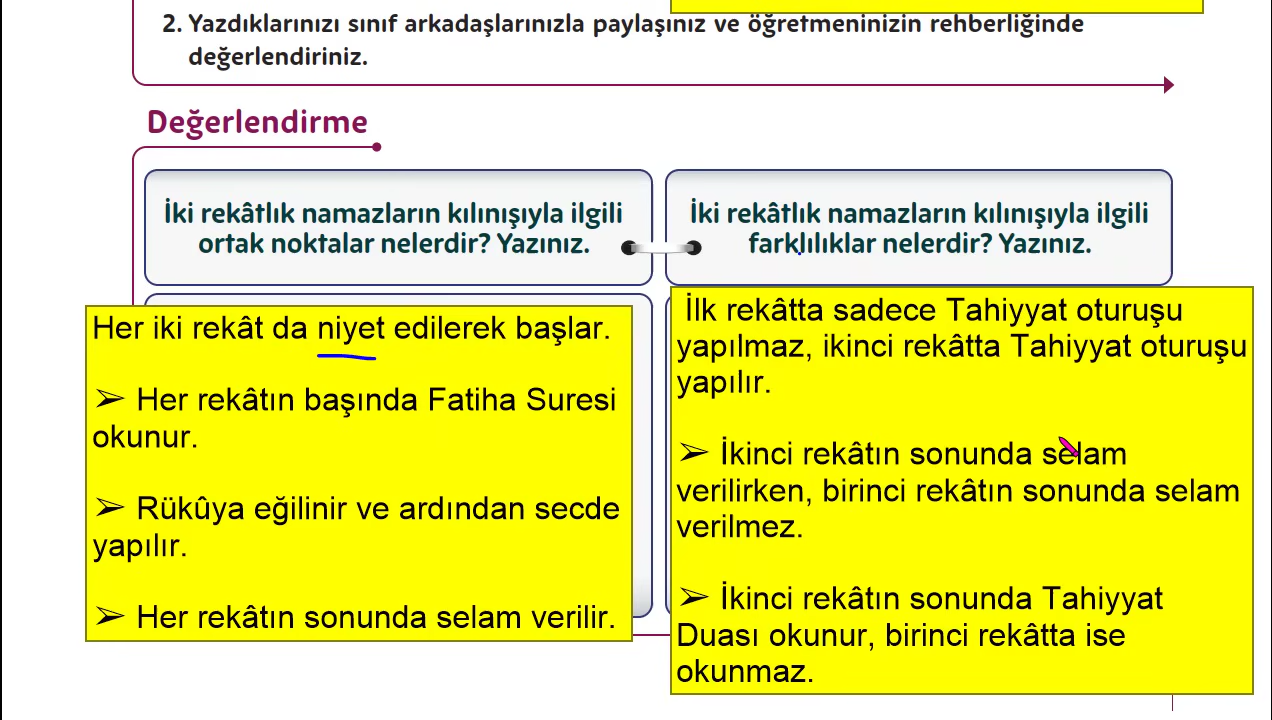 2. Yazdıklarınızı sınıf arkadaşlarınızla paylaşınız ve öğretmeninizin rehberliğinde
değerlendiriniz.
Değerlendirme
İki rekâtlık namazların kılınışıyla ilgili
ortak noktalar nelerdir? Yazınız.
İki rekâtlık namazların kılınışıyla ilgili
farklılıklar nelerdir? Yazınız.
Her iki rekât da niyet edilerek başlar.
➢ Her rekâtın başında Fatiha Suresi
okunur.
➢ Rükûya eğilinir ve ardından secde
yapılır.
➢ Her rekâtın sonunda selam verilir.
İlk rekâtta sadece Tahiyyat oturuşu
yapılmaz, ikinci rekâtta Tahiyyat oturuşu
yapılır.
➢ İkinci rekâtın sonunda selam
verilirken, birinci rekâtın sonunda selam
verilmez.
➢ İkinci rekâtın sonunda Tahiyyat
Duası okunur, birinci rekâtta ise
okunmaz.